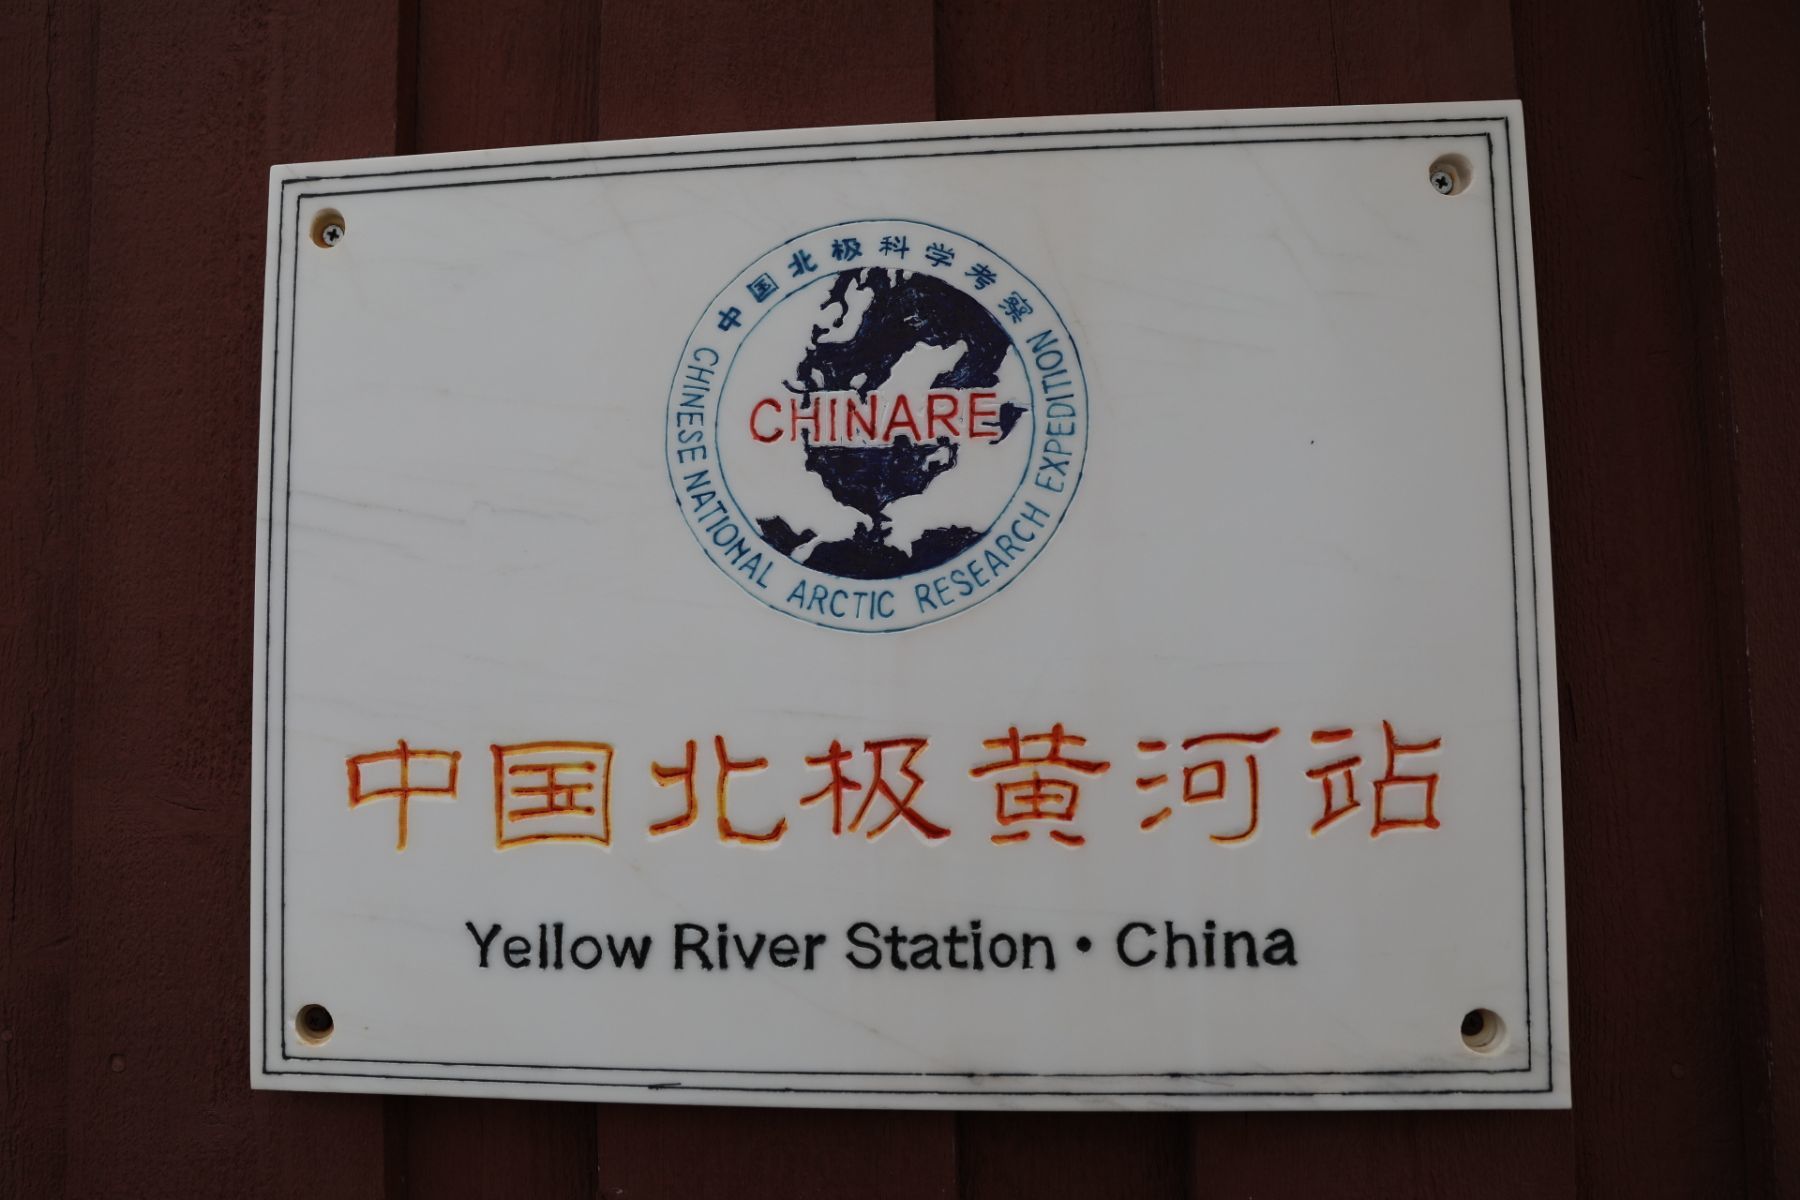 中国北极科学考察
CHINESE NATIONAL ARCTIC RESEARCH EXPEDITION
CHINARE
中国北极黄河站
Yellow River Station · China